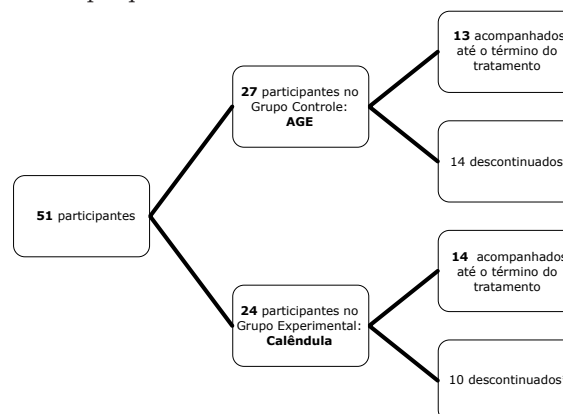 51 participantes
27 participantes no
Grupo Controle:
AGE
13 acompanhados
até o término do
tratamento
14 descontinuados
24 participantes no
Grupo Experimental:
Calêndula
14 acompanhados
até o término do
tratamento
10 descontinuados